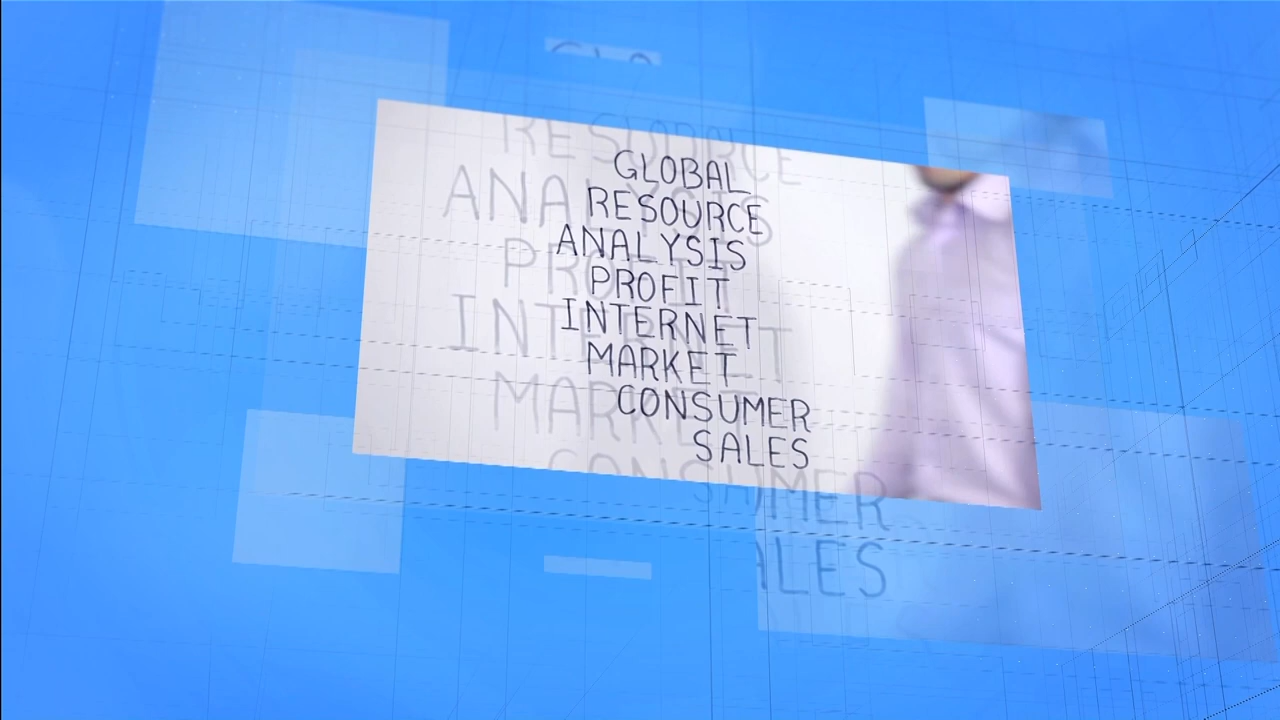 GLOBAL
RESOURCE
ANALYSIS
PROFIT
INTERNET
MARKET
CONSUMER
SALES